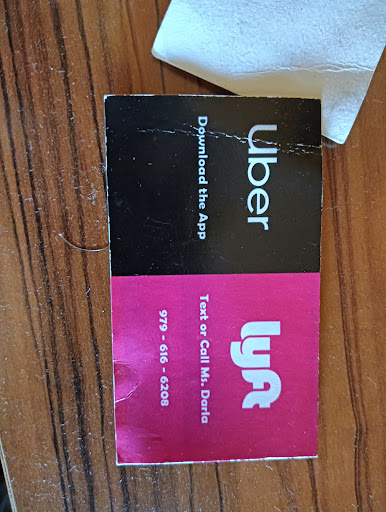 Uber
Download the App
lyft
Text or Call Ms. Darla
979 - 616 - 6208